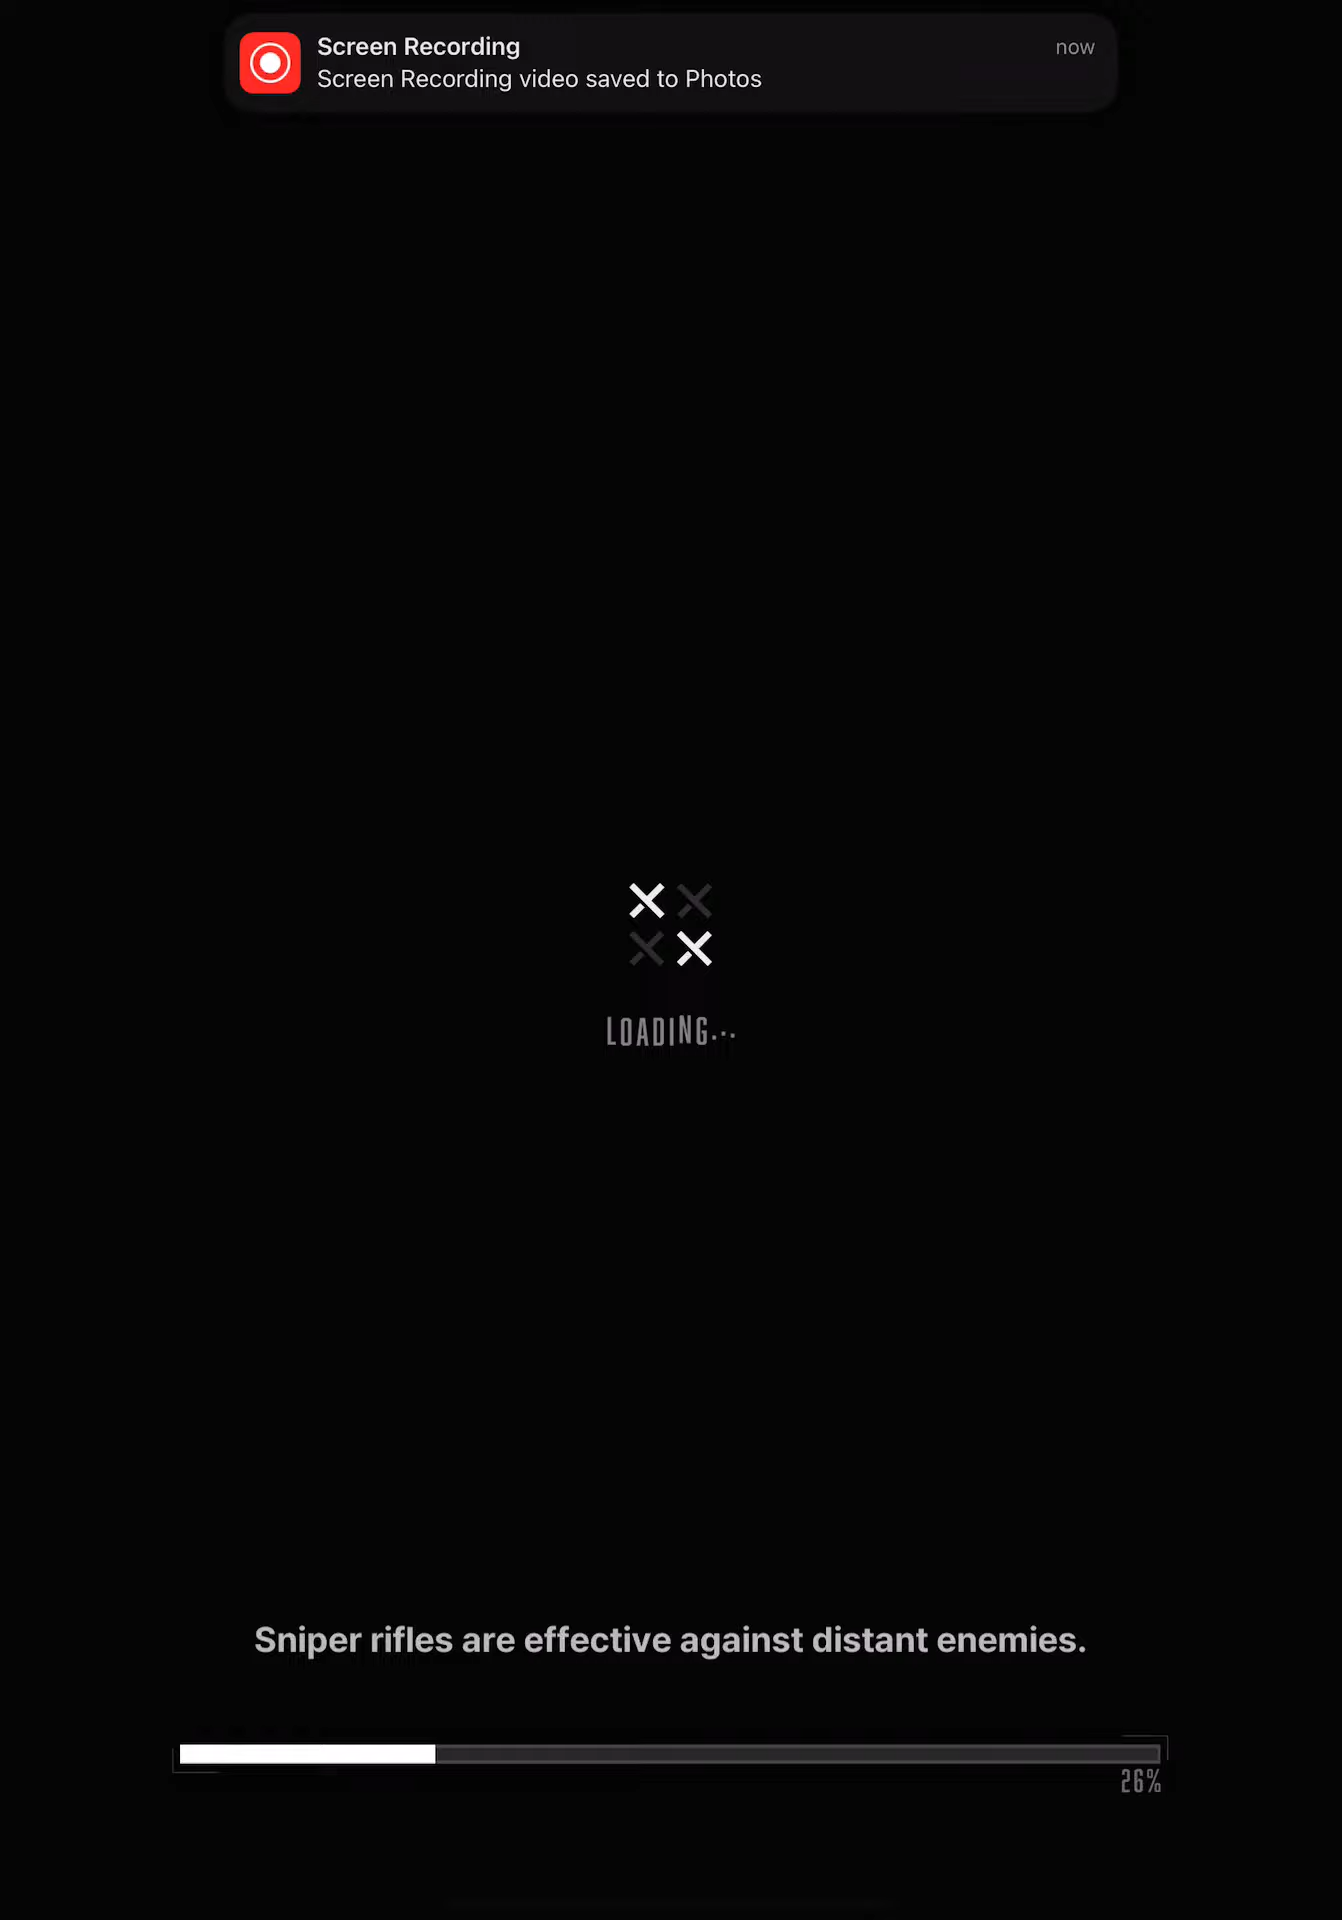 Screen Recording
now
Screen Recording video saved to Photos
LOADING...
Sniper rifles are effective against distant enemies.
26%